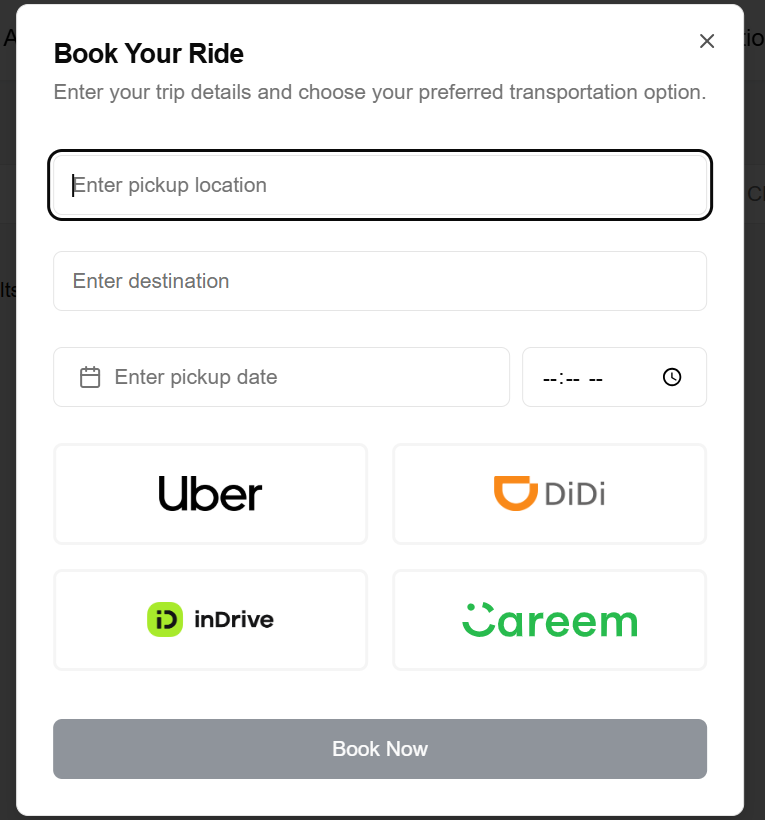 Book Your Ride
Enter your trip details and choose your preferred transportation option.
Enter pickup location
Enter destination
Enter pickup date
--:-- --
Uber
DiDi
iD inDrive
Careem
Book Now